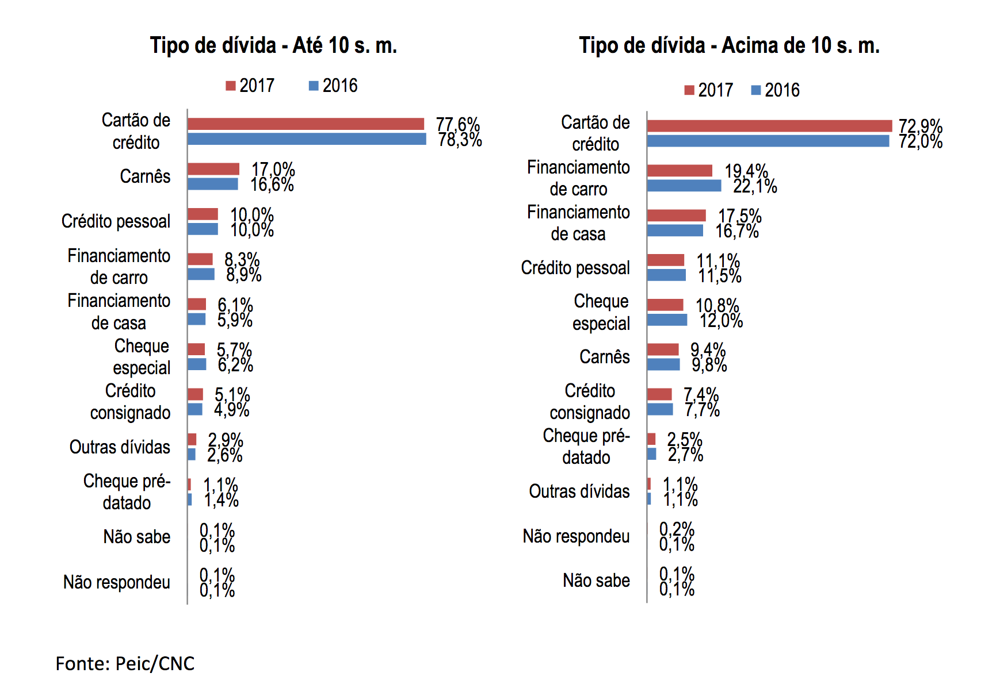 Tipo de dívida - Até 10 s. m.
2017 2016
Cartão de
crédito
77,6%
78,3%
Carnês
17,0%
16,6%
Crédito pessoal
10,0%
10,0%
Financiamento
de carro
8,3%
8,9%
Financiamento
de casa
6,1%
5,9%
Cheque
especial
5,7%
6,2%
Crédito
consignado
5,1%
4,9%
Outras dívidas
2,9%
2,6%
Cheque pré-
datado
1,1%
1,4%
Não sabe
0,1%
0,1%
Não respondeu
0,1%
0,1%
Tipo de dívida - Acima de 10 s. m.
2017 2016
Cartão de
crédito
72,9%
72,0%
Financiamento
de carro
19,4%
22,1%
Financiamento
de casa
17,5%
16,7%
Crédito pessoal
11,1%
11,5%
Cheque
especial
10,8%
12,0%
Carnês
9,4%
9,8%
Crédito
consignado
7,4%
7,7%
Cheque pré-
datado
2,5%
2,7%
Outras dívidas
1,1%
1,1%
Não respondeu
0,2%
0,1%
Não sabe
0,1%
0,1%
Fonte: Peic/CNC